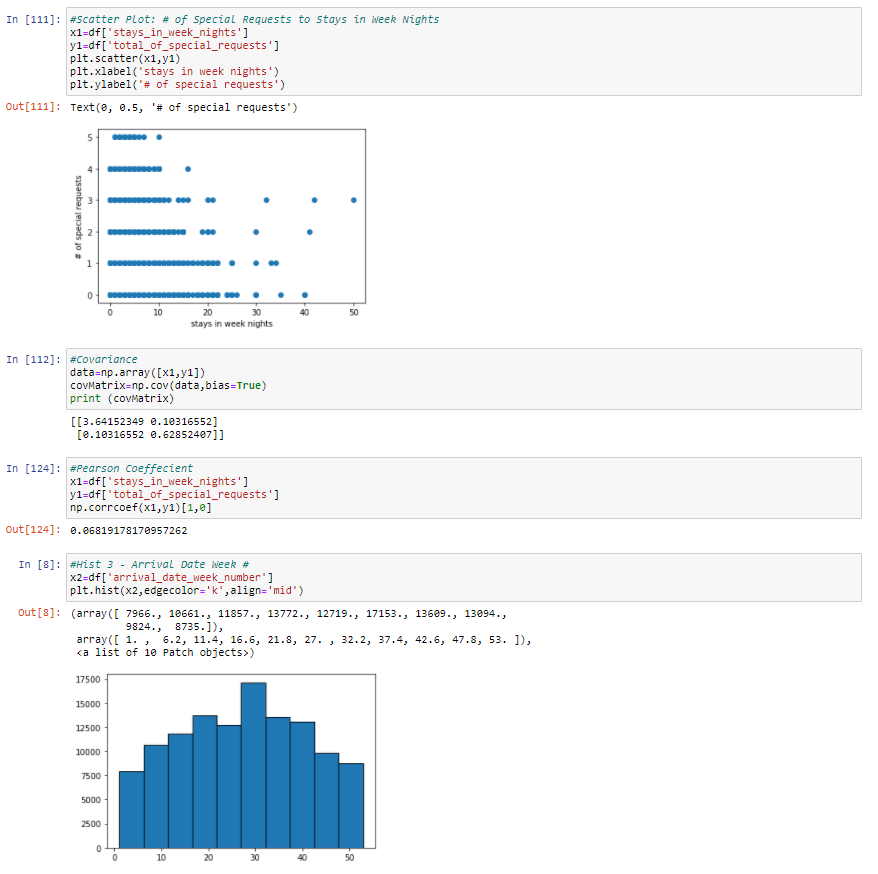 In [111]: #Scatter Plot: # of Special Requests to Stays in Week Nights
x1=df['stays_in_week_nights']
y1=df['total_of_special_requests']
plt.scatter(x1,y1)
plt.xlabel('stays in week nights')
plt.ylabel('# of special requests')
Out[111]: Text(0, 0.5, '# of special requests')
# of special requests
5
4
3
2
1
0
0 10 20 30 40 50
stays in week nights
In [112]: #Covariance
data=np.array([x1,y1])
covMatrix=np.cov(data,bias=True)
print (covMatrix)
[[3.64152349 0.10316552]
[0.10316552 0.62852407]]
In [124]: #Pearson Coeffecient
x1=df['stays_in_week_nights']
y1=df['total_of_special_requests']
np.corrcoef(x1,y1)[1,0]
Out[124]: 0.06819178170957262
In [8]: #Hist 3 - Arrival Date Week #
x2=df['arrival_date_week_number']
plt.hist(x2,edgecolor='k',align='mid')
Out[8]: (array([ 7966., 10661., 11857., 13772., 12719., 17153., 13609., 13094.,
9824., 8735.]),
array([ 1. , 6.2, 11.4, 16.6, 21.8, 27. , 32.2, 37.4, 42.6, 47.8, 53. ]),
<a list of 10 Patch objects>)
17500
15000
12500
10000
7500
5000
2500
0
0 10 20 30 40 50